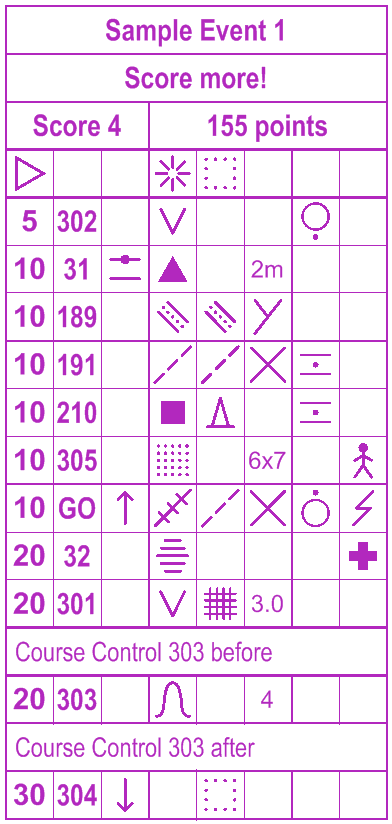 Sample Event 1
Score more!
Score 4 155 points
5 302
10 31 2m
10 189
10 191
10 210
10 305 6x7
10 GO
20 32
20 301 3.0
Course Control 303 before
20 303 4
Course Control 303 after
30 304